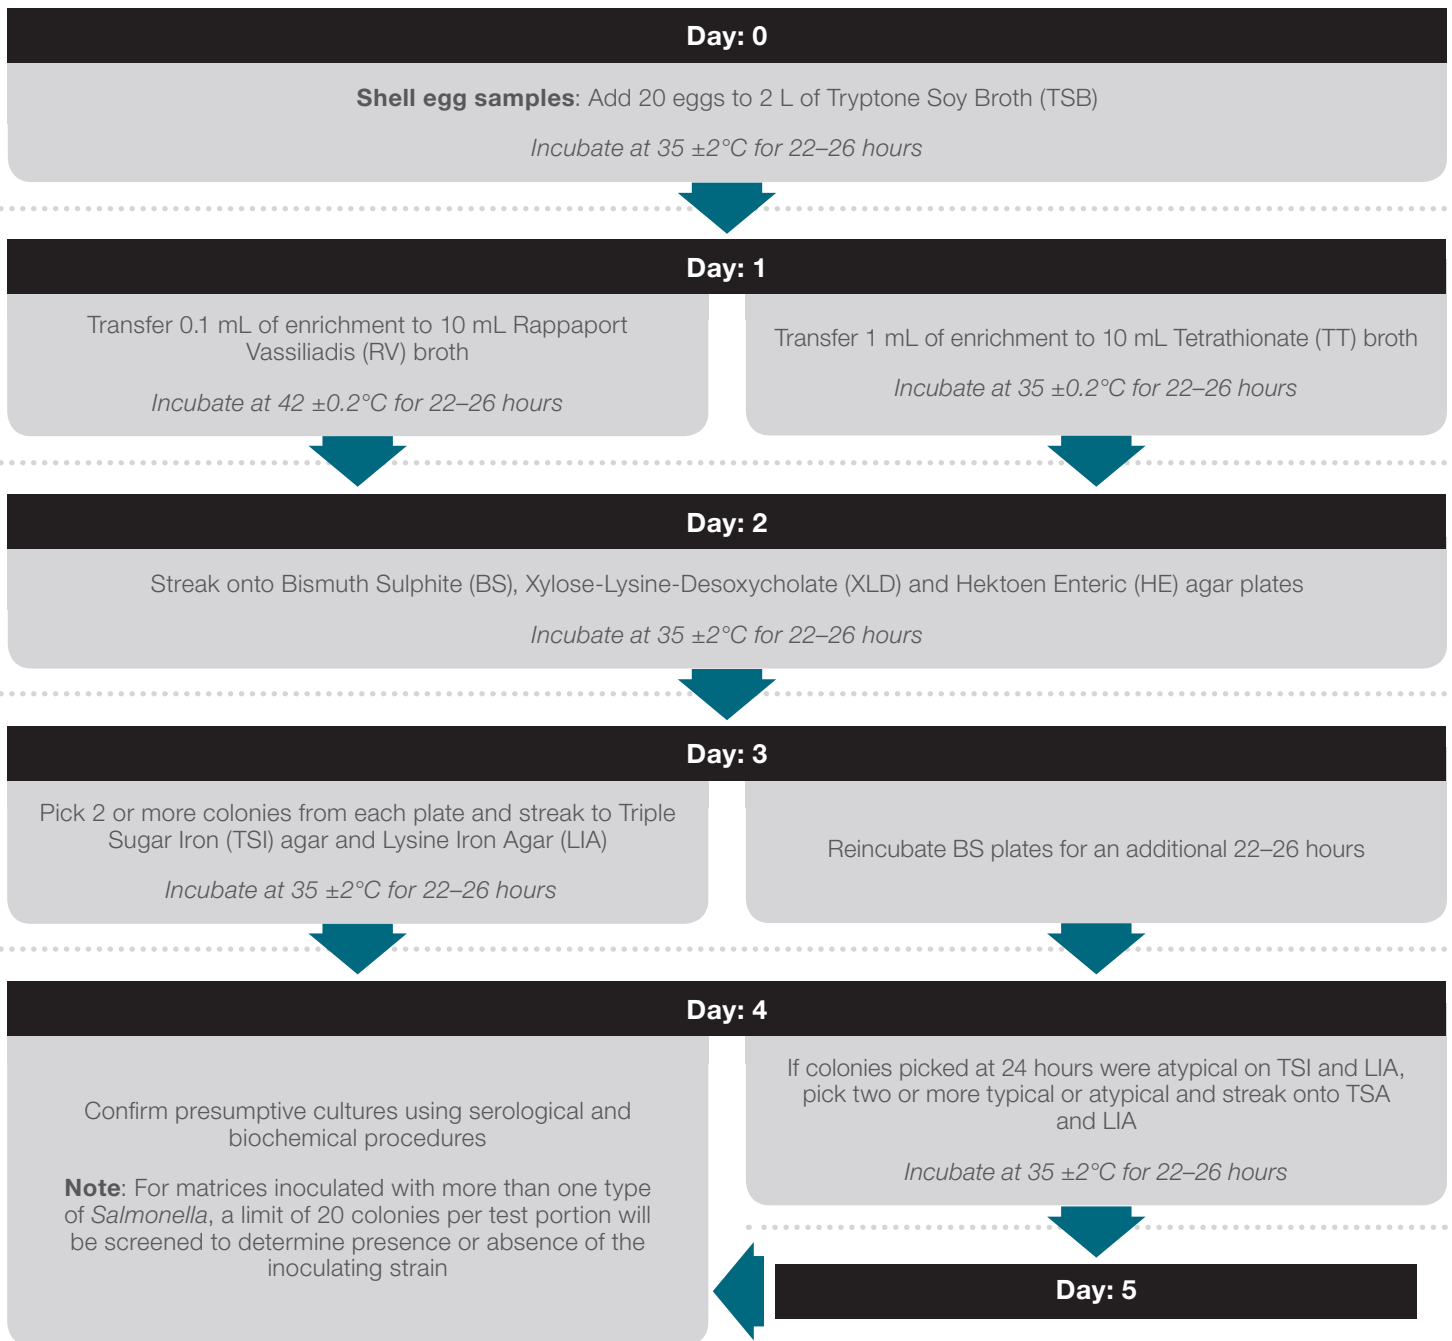 Day: 0
Shell egg samples: Add 20 eggs to 2 L of Tryptone Soy Broth (TSB)
Incubate at 35 ±2°C for 22–26 hours
Day: 1
Transfer 0.1 mL of enrichment to 10 mL Rappaport
Vassiliadis (RV) broth
Incubate at 42 ±0.2°C for 22–26 hours
Transfer 1 mL of enrichment to 10 mL Tetrathionate (TT) broth
Incubate at 35 ±0.2°C for 22–26 hours
Day: 2
Streak onto Bismuth Sulphite (BS), Xylose-Lysine-Desoxycholate (XLD) and Hektoen Enteric (HE) agar plates
Incubate at 35 ±2°C for 22–26 hours
Day: 3
Pick 2 or more colonies from each plate and streak to Triple
Sugar Iron (TSI) agar and Lysine Iron Agar (LIA)
Incubate at 35 ±2°C for 22–26 hours
Reincubate BS plates for an additional 22–26 hours
Day: 4
Confirm presumptive cultures using serological and
biochemical procedures
Note: For matrices inoculated with more than one type
of Salmonella, a limit of 20 colonies per test portion will
be screened to determine presence or absence of the
inoculating strain
If colonies picked at 24 hours were atypical on TSI and LIA,
pick two or more typical or atypical and streak onto TSA
and LIA
Incubate at 35 ±2°C for 22–26 hours
Day: 5